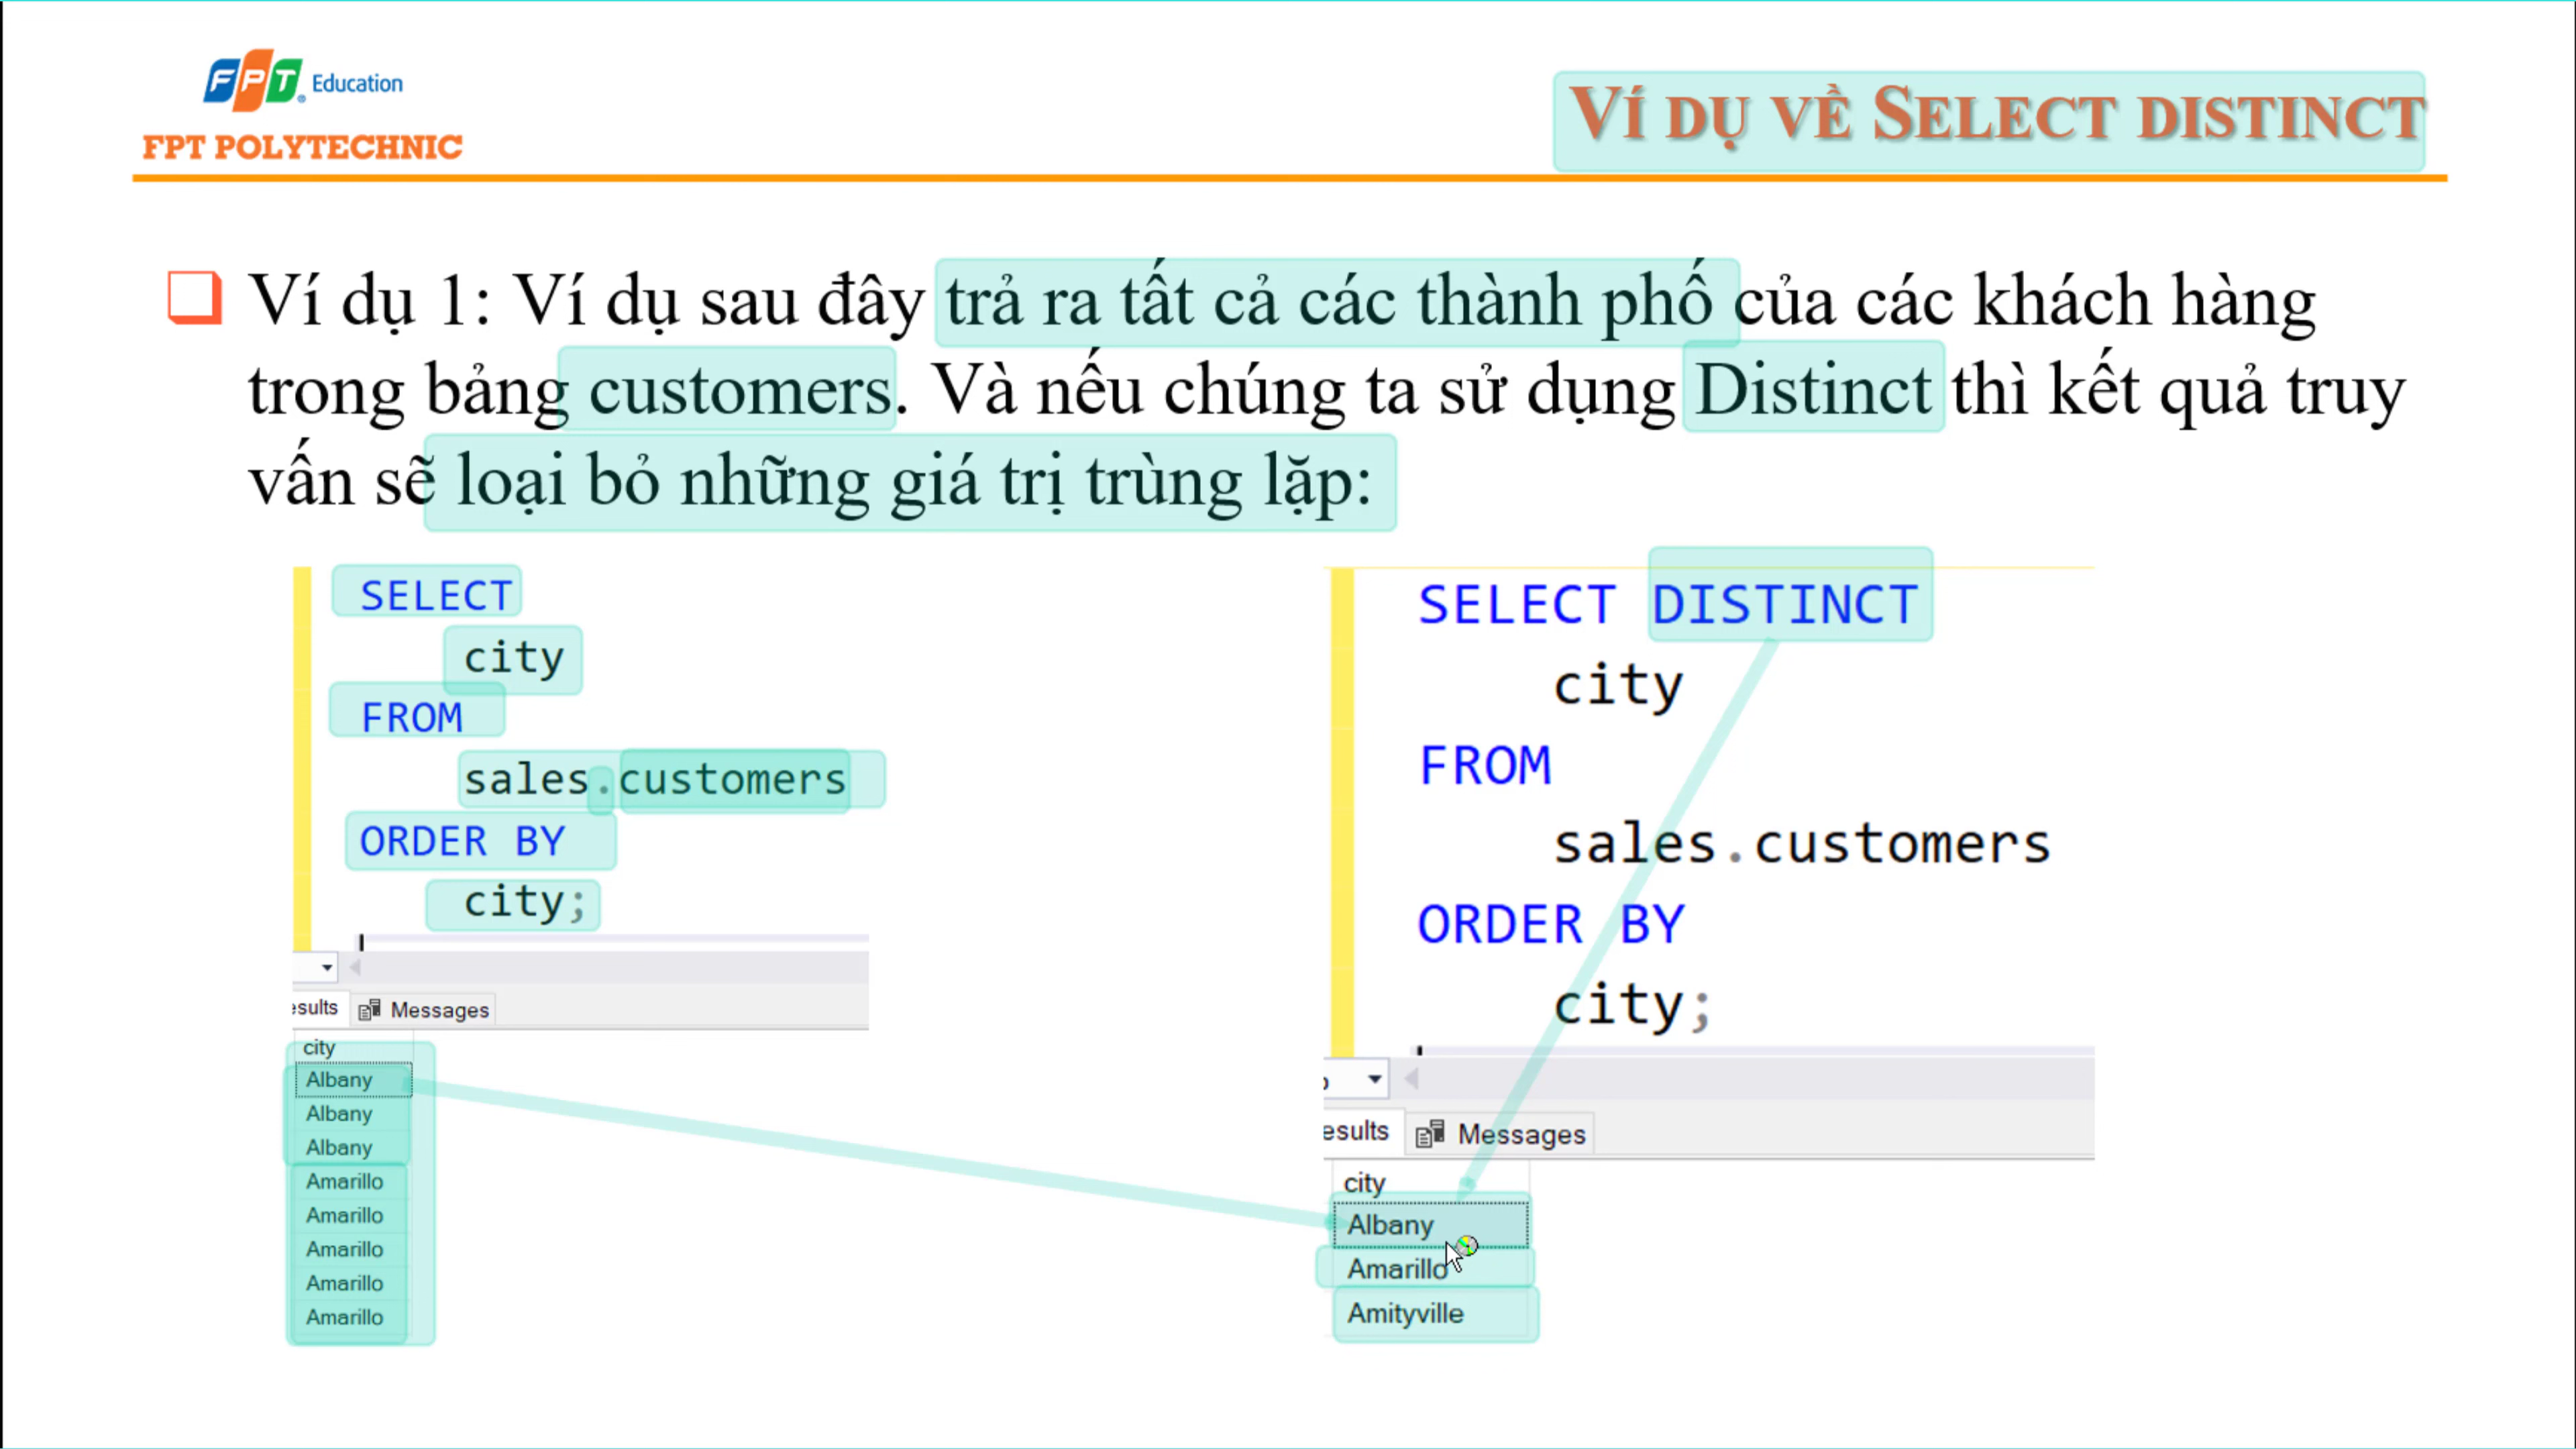 FPT Education
FPT POLYTECHNIC
VÍ DỤ VỀ SELECT DISTINCT
Ví dụ 1: Ví dụ sau đây trả ra tất cả các thành phố của các khách hàng
trong bảng customers. Và nếu chúng ta sử dụng Distinct thì kết quả truy
vấn sẽ loại bỏ những giá trị trùng lặp:
SELECT
city
FROM
sales.customers
ORDER BY
city;
esults Messages
city
Albany
Albany
Albany
Amarillo
Amarillo
Amarillo
Amarillo
Amarillo
SELECT DISTINCT
city
FROM
sales.customers
ORDER BY
city;
esults Messages
city
Albany
Amarillo
Amityville